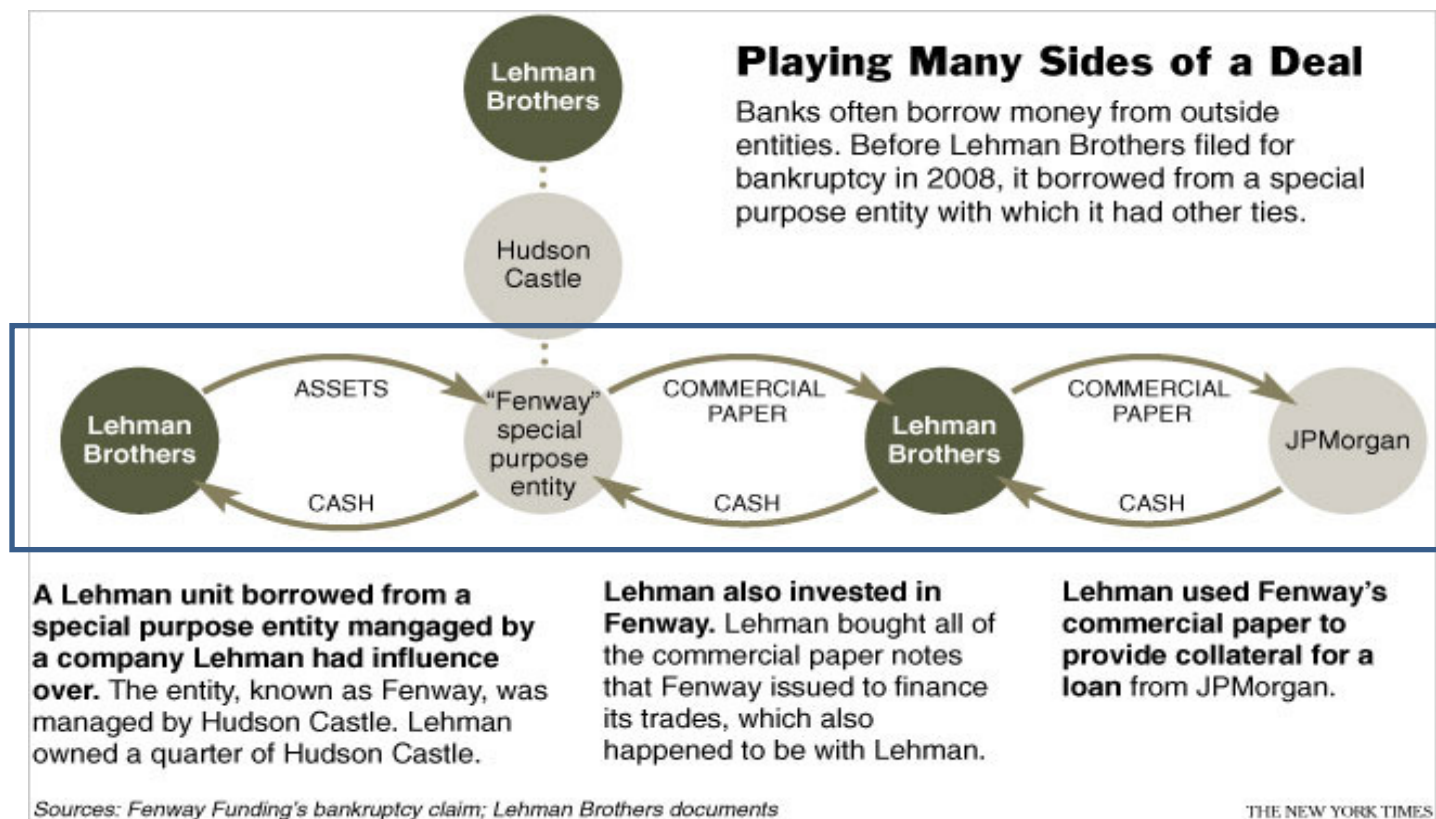 Playing Many Sides of a Deal
Banks often borrow money from outside
entities. Before Lehman Brothers filed for
bankruptcy in 2008, it borrowed from a special
purpose entity with which it had other ties.
Lehman
Brothers
Hudson
Castle
Lehman
Brothers
ASSETS
CASH
"Fenway"
special
purpose
entity
COMMERCIAL
PAPER
CASH
Lehman
Brothers
COMMERCIAL
PAPER
CASH
JPMorgan
A Lehman unit borrowed from a
special purpose entity mangaged by
a company Lehman had influence
over. The entity, known as Fenway, was
managed by Hudson Castle. Lehman
owned a quarter of Hudson Castle.
Lehman also invested in
Fenway. Lehman bought all of
the commercial paper notes
that Fenway issued to finance
its trades, which also
happened to be with Lehman.
Lehman used Fenway's
commercial paper to
provide collateral for a
loan from JPMorgan.
Sources: Fenway Funding's bankruptcy claim; Lehman Brothers documents
THE NEW YORK TIMES